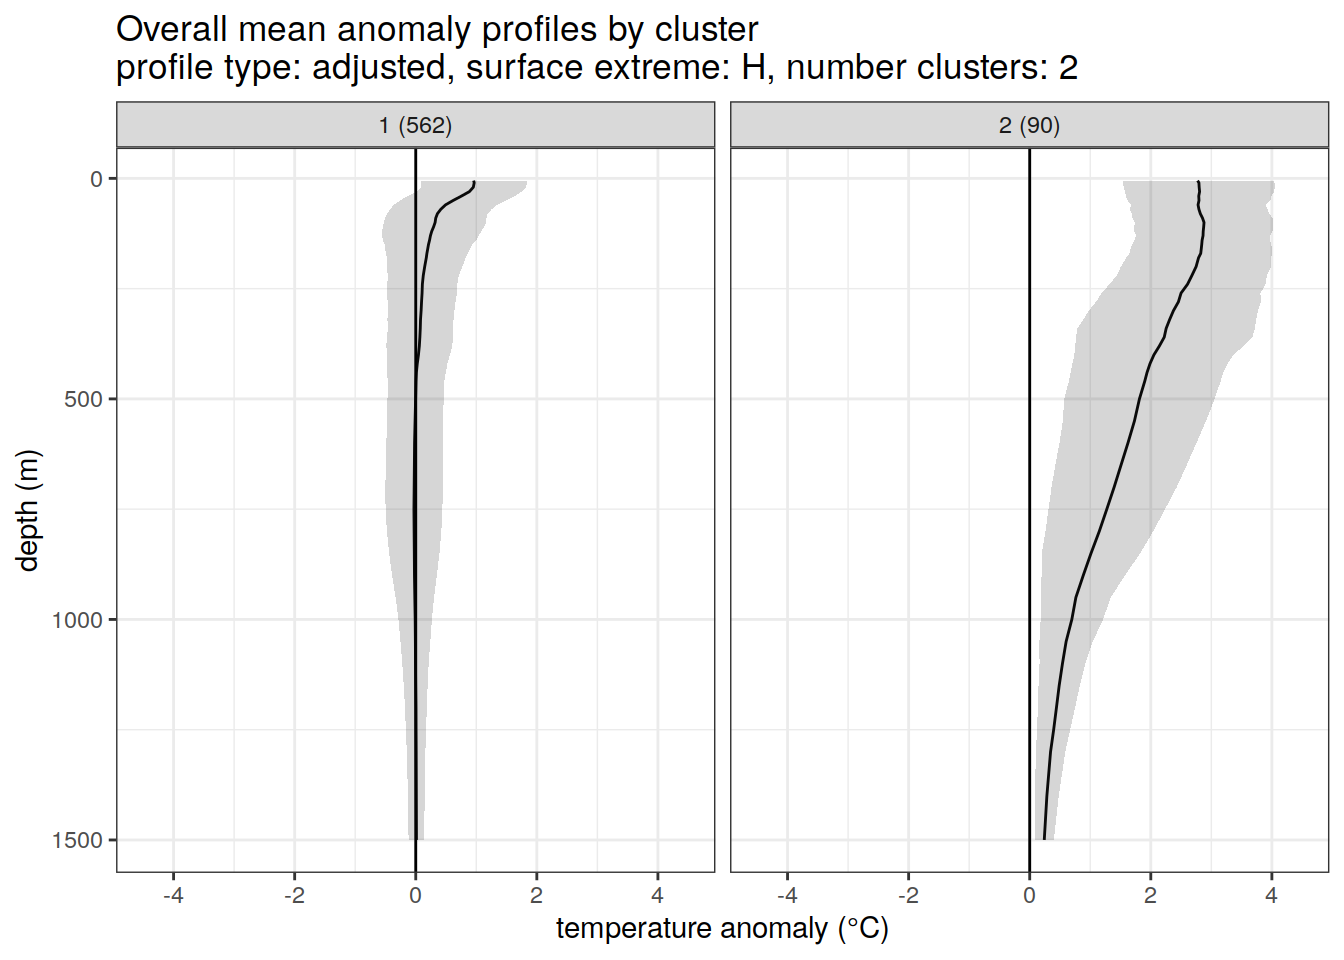 Overall mean anomaly profiles by cluster
profile type: adjusted, surface extreme: H, number clusters: 2
1 (562)
2 (90)
0
500
1000
1500
depth (m)
-4 -2 0 2 4
-4 -2 0 2 4
temperature anomaly (°C)